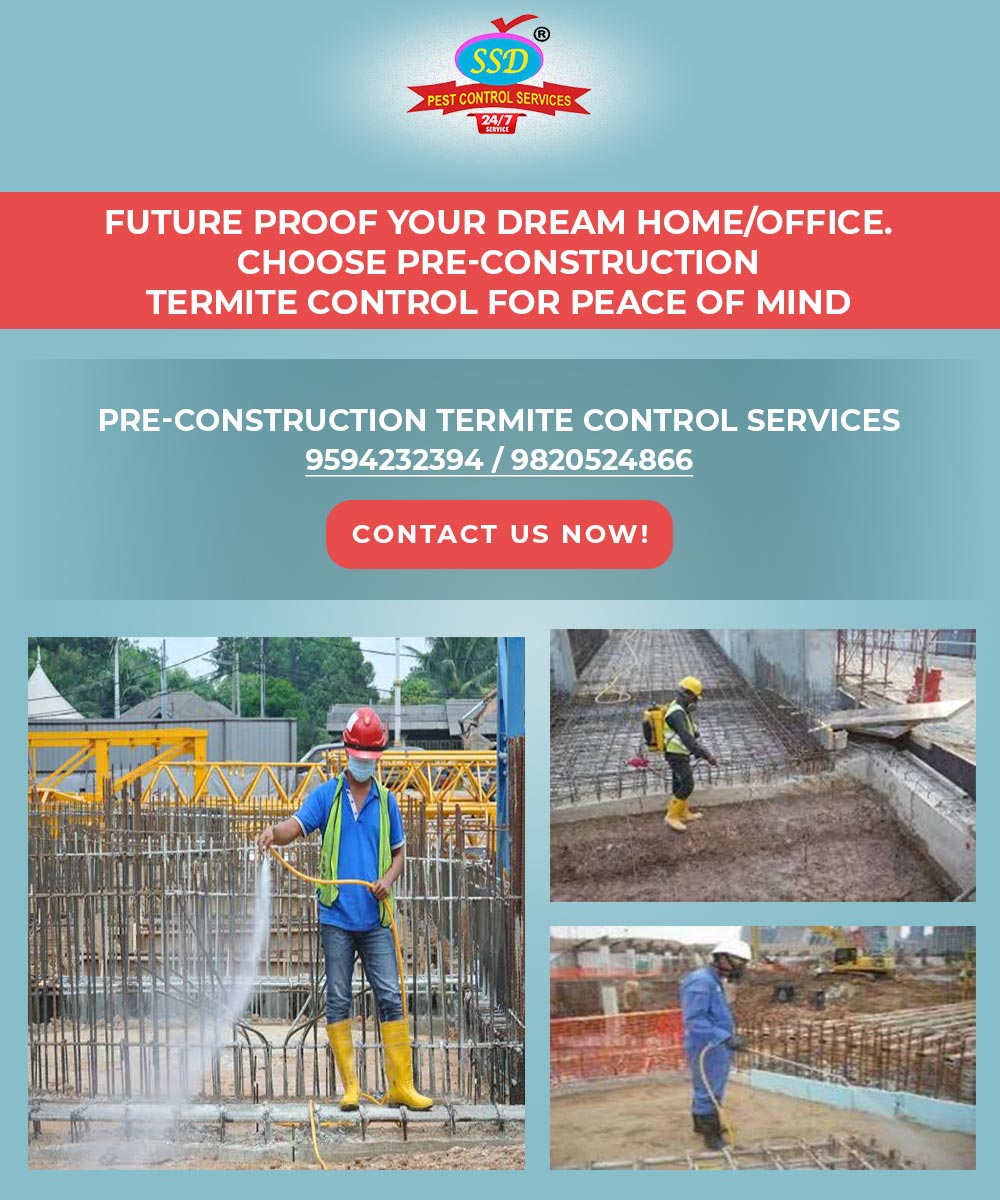 SSD®
PEST CONTROL SERVICES
24/7
SERVICE
FUTURE PROOF YOUR DREAM HOME/OFFICE.
CHOOSE PRE-CONSTRUCTION
TERMITE CONTROL FOR PEACE OF MIND
PRE-CONSTRUCTION TERMITE CONTROL SERVICES
9594232394 / 9820524866
CONTACT US NOW!